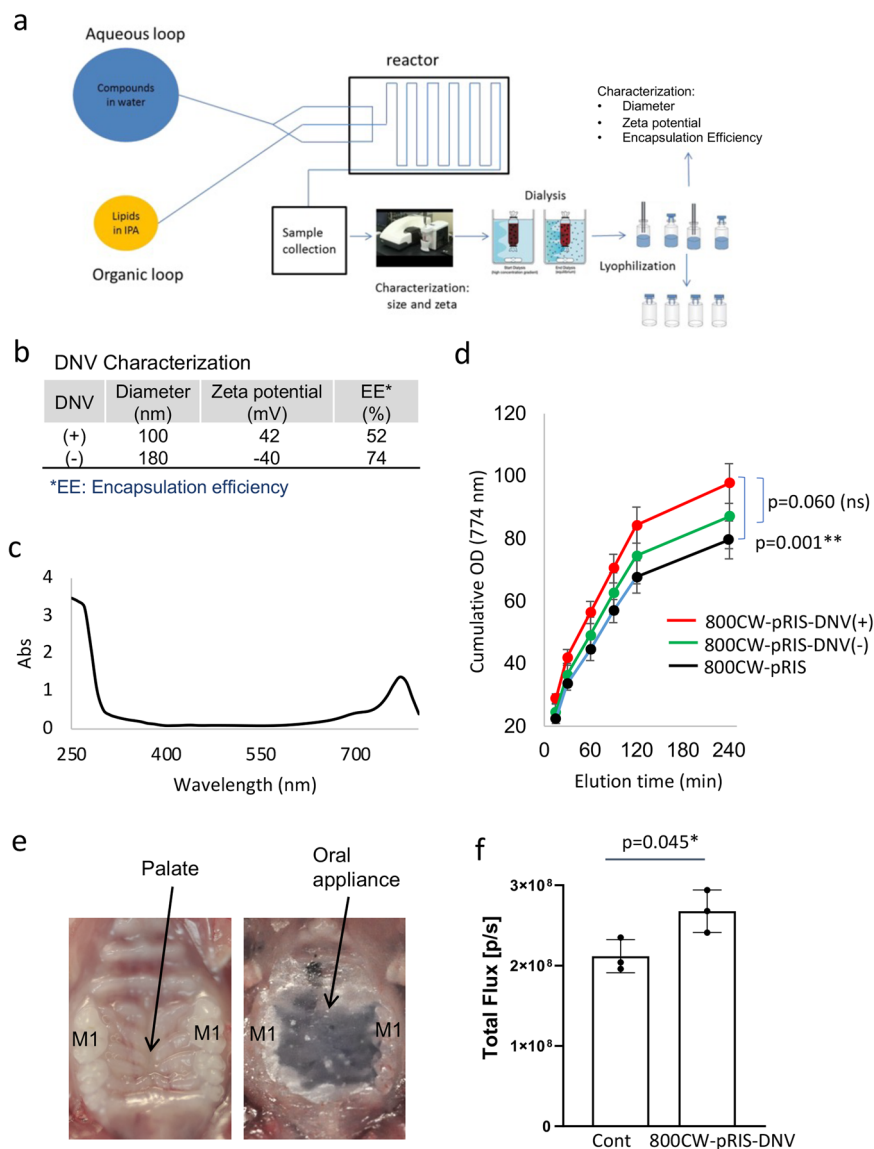 a
Aqueous loop
Compounds
in water
Lipids
in IPA
Organic loop
reactor
Sample
collection
Characterization:
size and zeta
Dialysis
Lyophilization
Characterization:
• Diameter
• Zeta potential
• Encapsulation Efficiency
b
DNV Characterization
DNV Diameter (nm) Zeta potential (mV) EE* (%)
(+) 100 42 52
(-) 180 -40 74
*EE: Encapsulation efficiency
c
Abs
4
3
2
1
0
250 400 550 700
Wavelength (nm)
d
Cumulative OD (774 nm)
120
100
80
60
40
20
0 60 120 180 240
Elution time (min)
p=0.060 (ns)
p=0.001**
800CW-pRIS-DNV(+)
800CW-pRIS-DNV(-)
800CW-pRIS
e
Palate
Oral
appliance
M1 M1 M1 M1
f
p=0.045*
Total Flux [p/s]
3×10⁸
2×10⁸
1×10⁸
0
Cont 800CW-pRIS-DNV